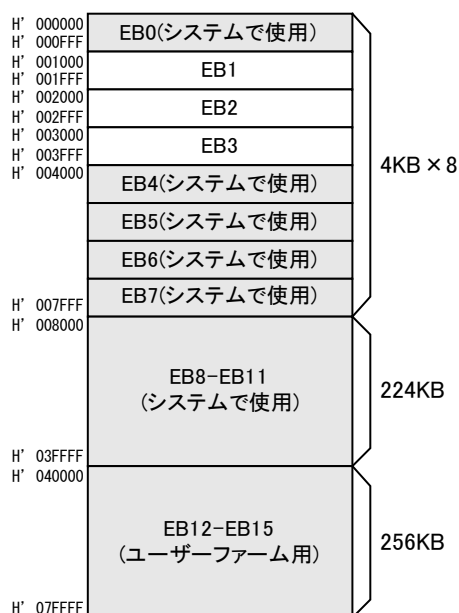 H' 000000
EB0(システムで使用)
H' 000FFF
H' 001000
EB1
H' 001FFF
H' 002000
EB2
H' 002FFF
H' 003000
EB3
H' 003FFF
H' 004000
EB4(システムで使用)
4KB×8
EB5(システムで使用)
EB6(システムで使用)
EB7(システムで使用)
H' 007FFF
H' 008000
EB8-EB11
(システムで使用)
224KB
H' 03FFFF
H' 040000
EB12-EB15
(ユーザーファーム用)
256KB
H' 07FFFF